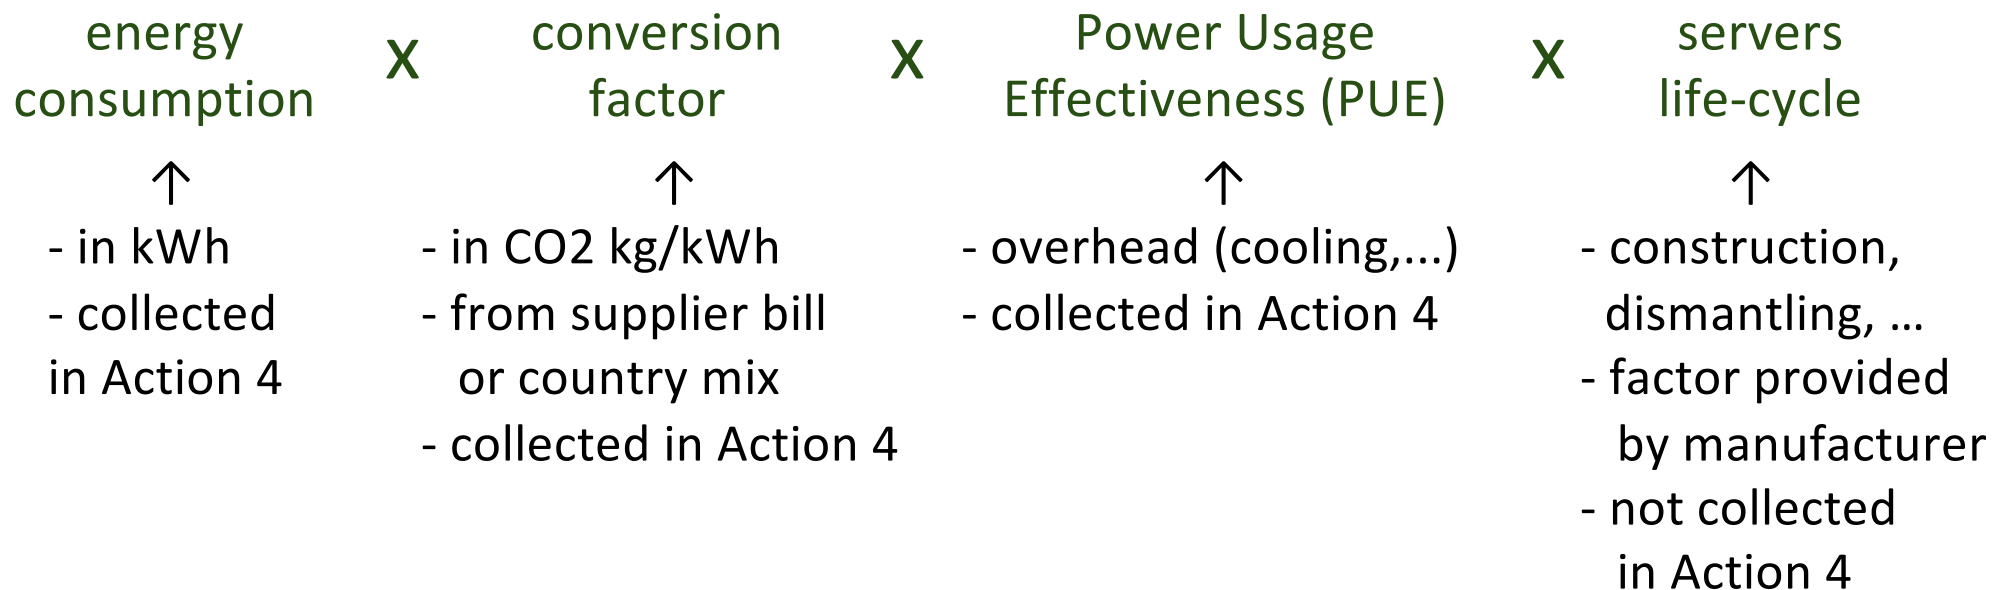 energy
consumption
X
conversion
factor
X
Power Usage
Effectiveness (PUE)
X
servers
life-cycle
↑
- in kWh
- collected
in Action 4
↑
- in CO2 kg/kWh
- from supplier bill
or country mix
- collected in Action 4
↑
- overhead (cooling,...)
- collected in Action 4
↑
- construction,
dismantling, ...
- factor provided
by manufacturer
- not collected
in Action 4